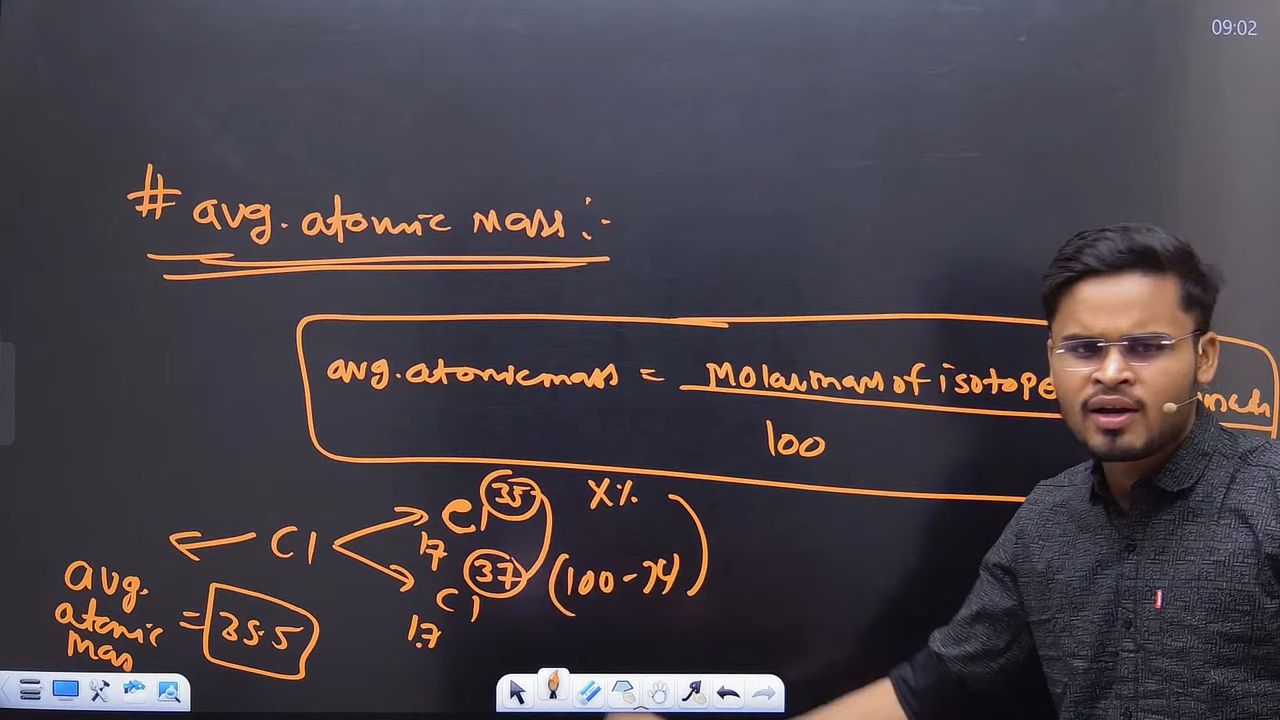 09:02
# avg. atomic mass :-
avg. atomic mass = Molar mass of isotope
100
Cl
17 Cl 35 X%
17 Cl 37 (100-x)
avg.
atomic
mass
= 35.5